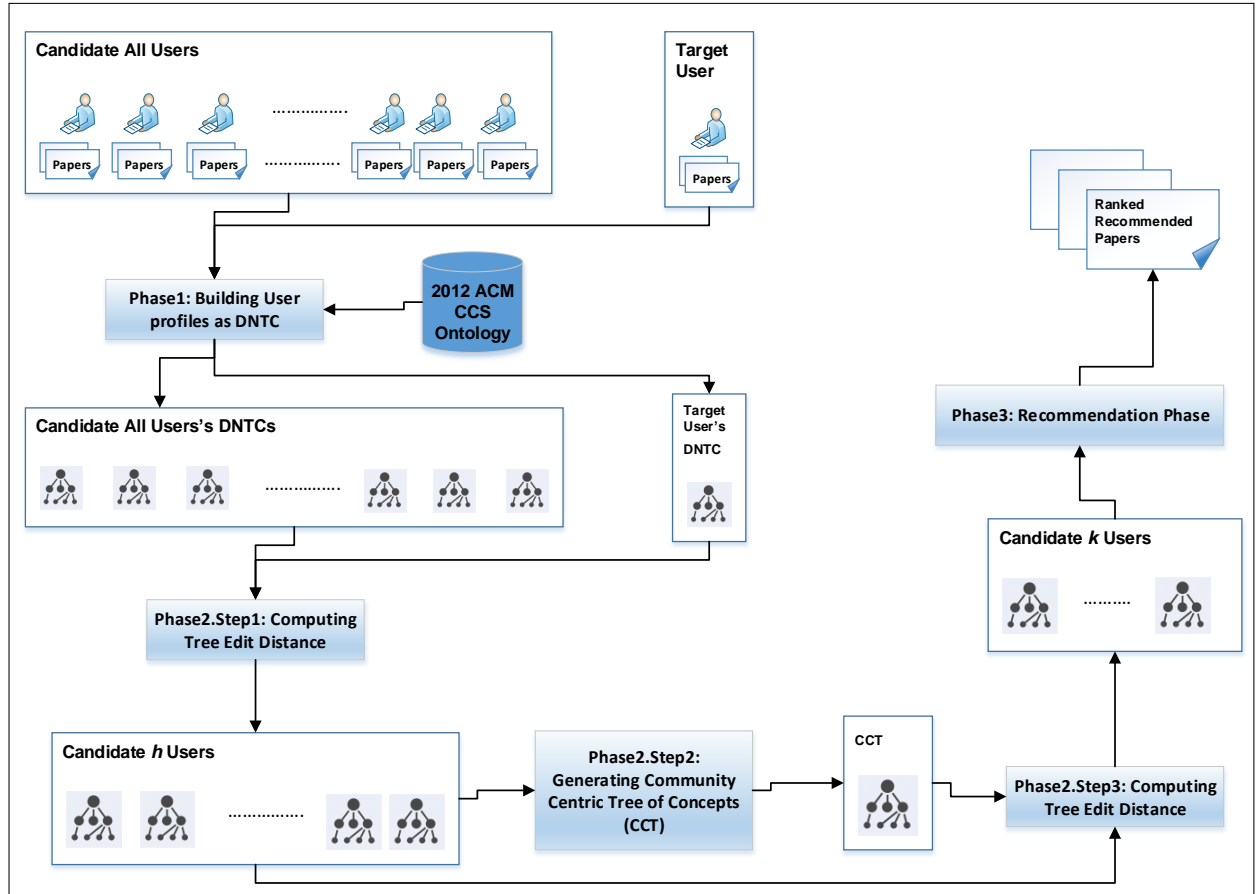 Candidate All Users
...............
Papers
Papers
Papers
...............
Papers
Papers
Papers
Target
User
Papers
Phase1: Building User
profiles as DNTC
2012 ACM
CCS
Ontology
Candidate All Users's DNTCs
...............
Target
User's
DNTC
Phase2.Step1: Computing
Tree Edit Distance
Candidate h Users
...............
Phase2.Step2:
Generating Community
Centric Tree of Concepts
(CCT)
CCT
Phase2.Step3: Computing
Tree Edit Distance
Candidate k Users
..........
Phase3: Recommendation Phase
Ranked
Recommended
Papers